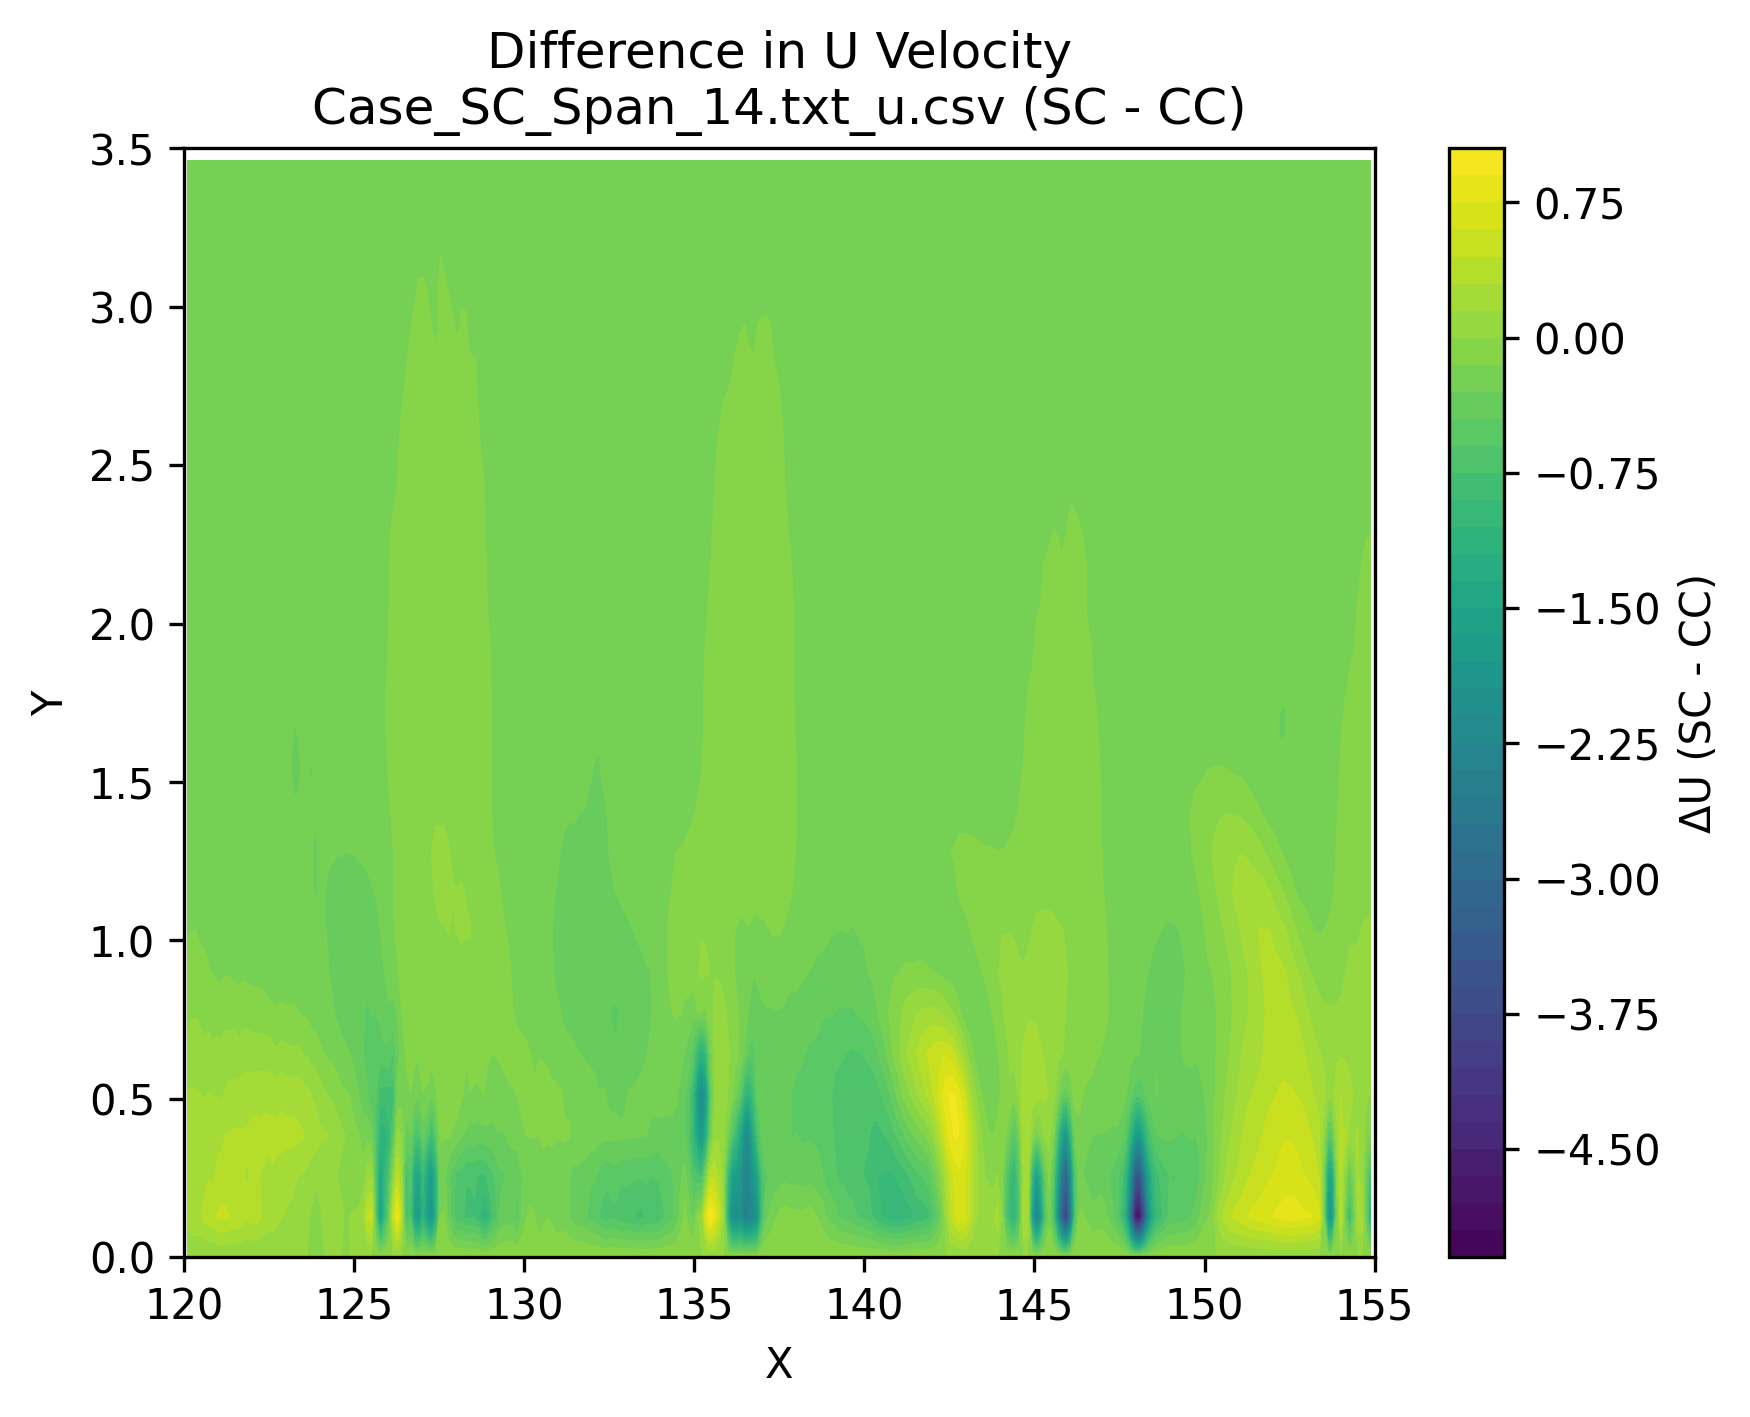 Difference in U Velocity
Case_SC_Span_14.txt_u.csv (SC - CC)
3.5
3.0
2.5
2.0
1.5
1.0
0.5
0.0
Y
120 125 130 135 140 145 150 155
X
0.75
0.00
−0.75
−1.50
−2.25
−3.00
−3.75
−4.50
ΔU (SC - CC)